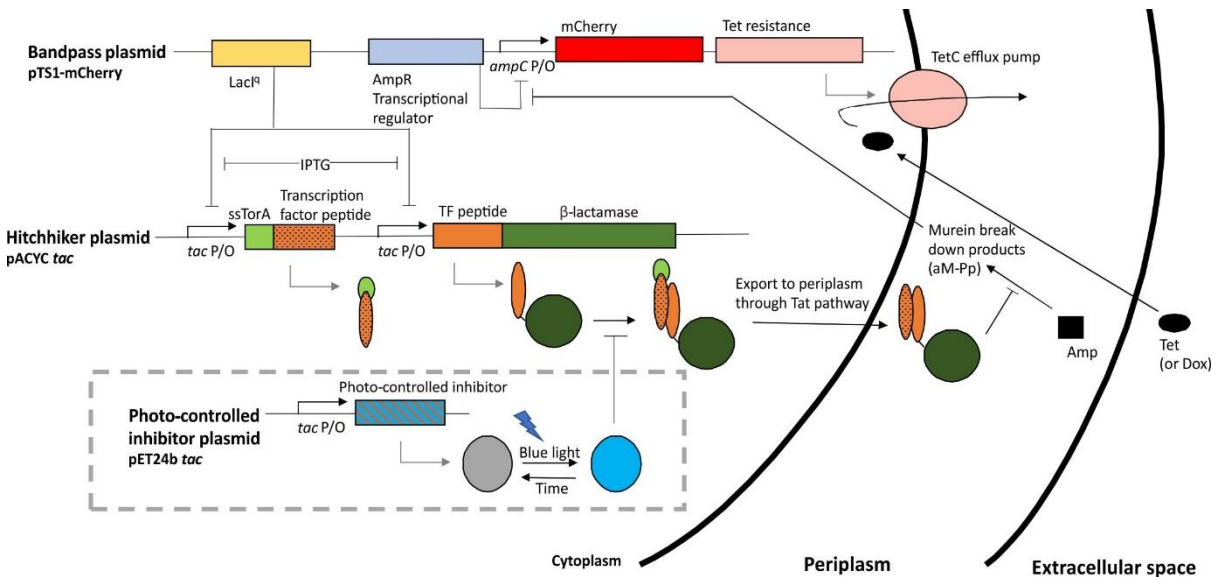 Bandpass plasmid
pTS1-mCherry
LacIq
AmpR
Transcriptional
regulator
ampC P/O
mCherry
Tet resistance
TetC efflux pump
IPTG
Hitchhiker plasmid
pACYC tac
tac P/O
ssTorA
Transcription
factor peptide
tac P/O
TF peptide
β-lactamase
Export to periplasm
through Tat pathway
Murein break
down products
(aM-Pp)
Amp
Tet
(or Dox)
Photo-controlled
inhibitor plasmid
pET24b tac
tac P/O
Photo-controlled inhibitor
Blue light
Time
Cytoplasm
Periplasm
Extracellular space